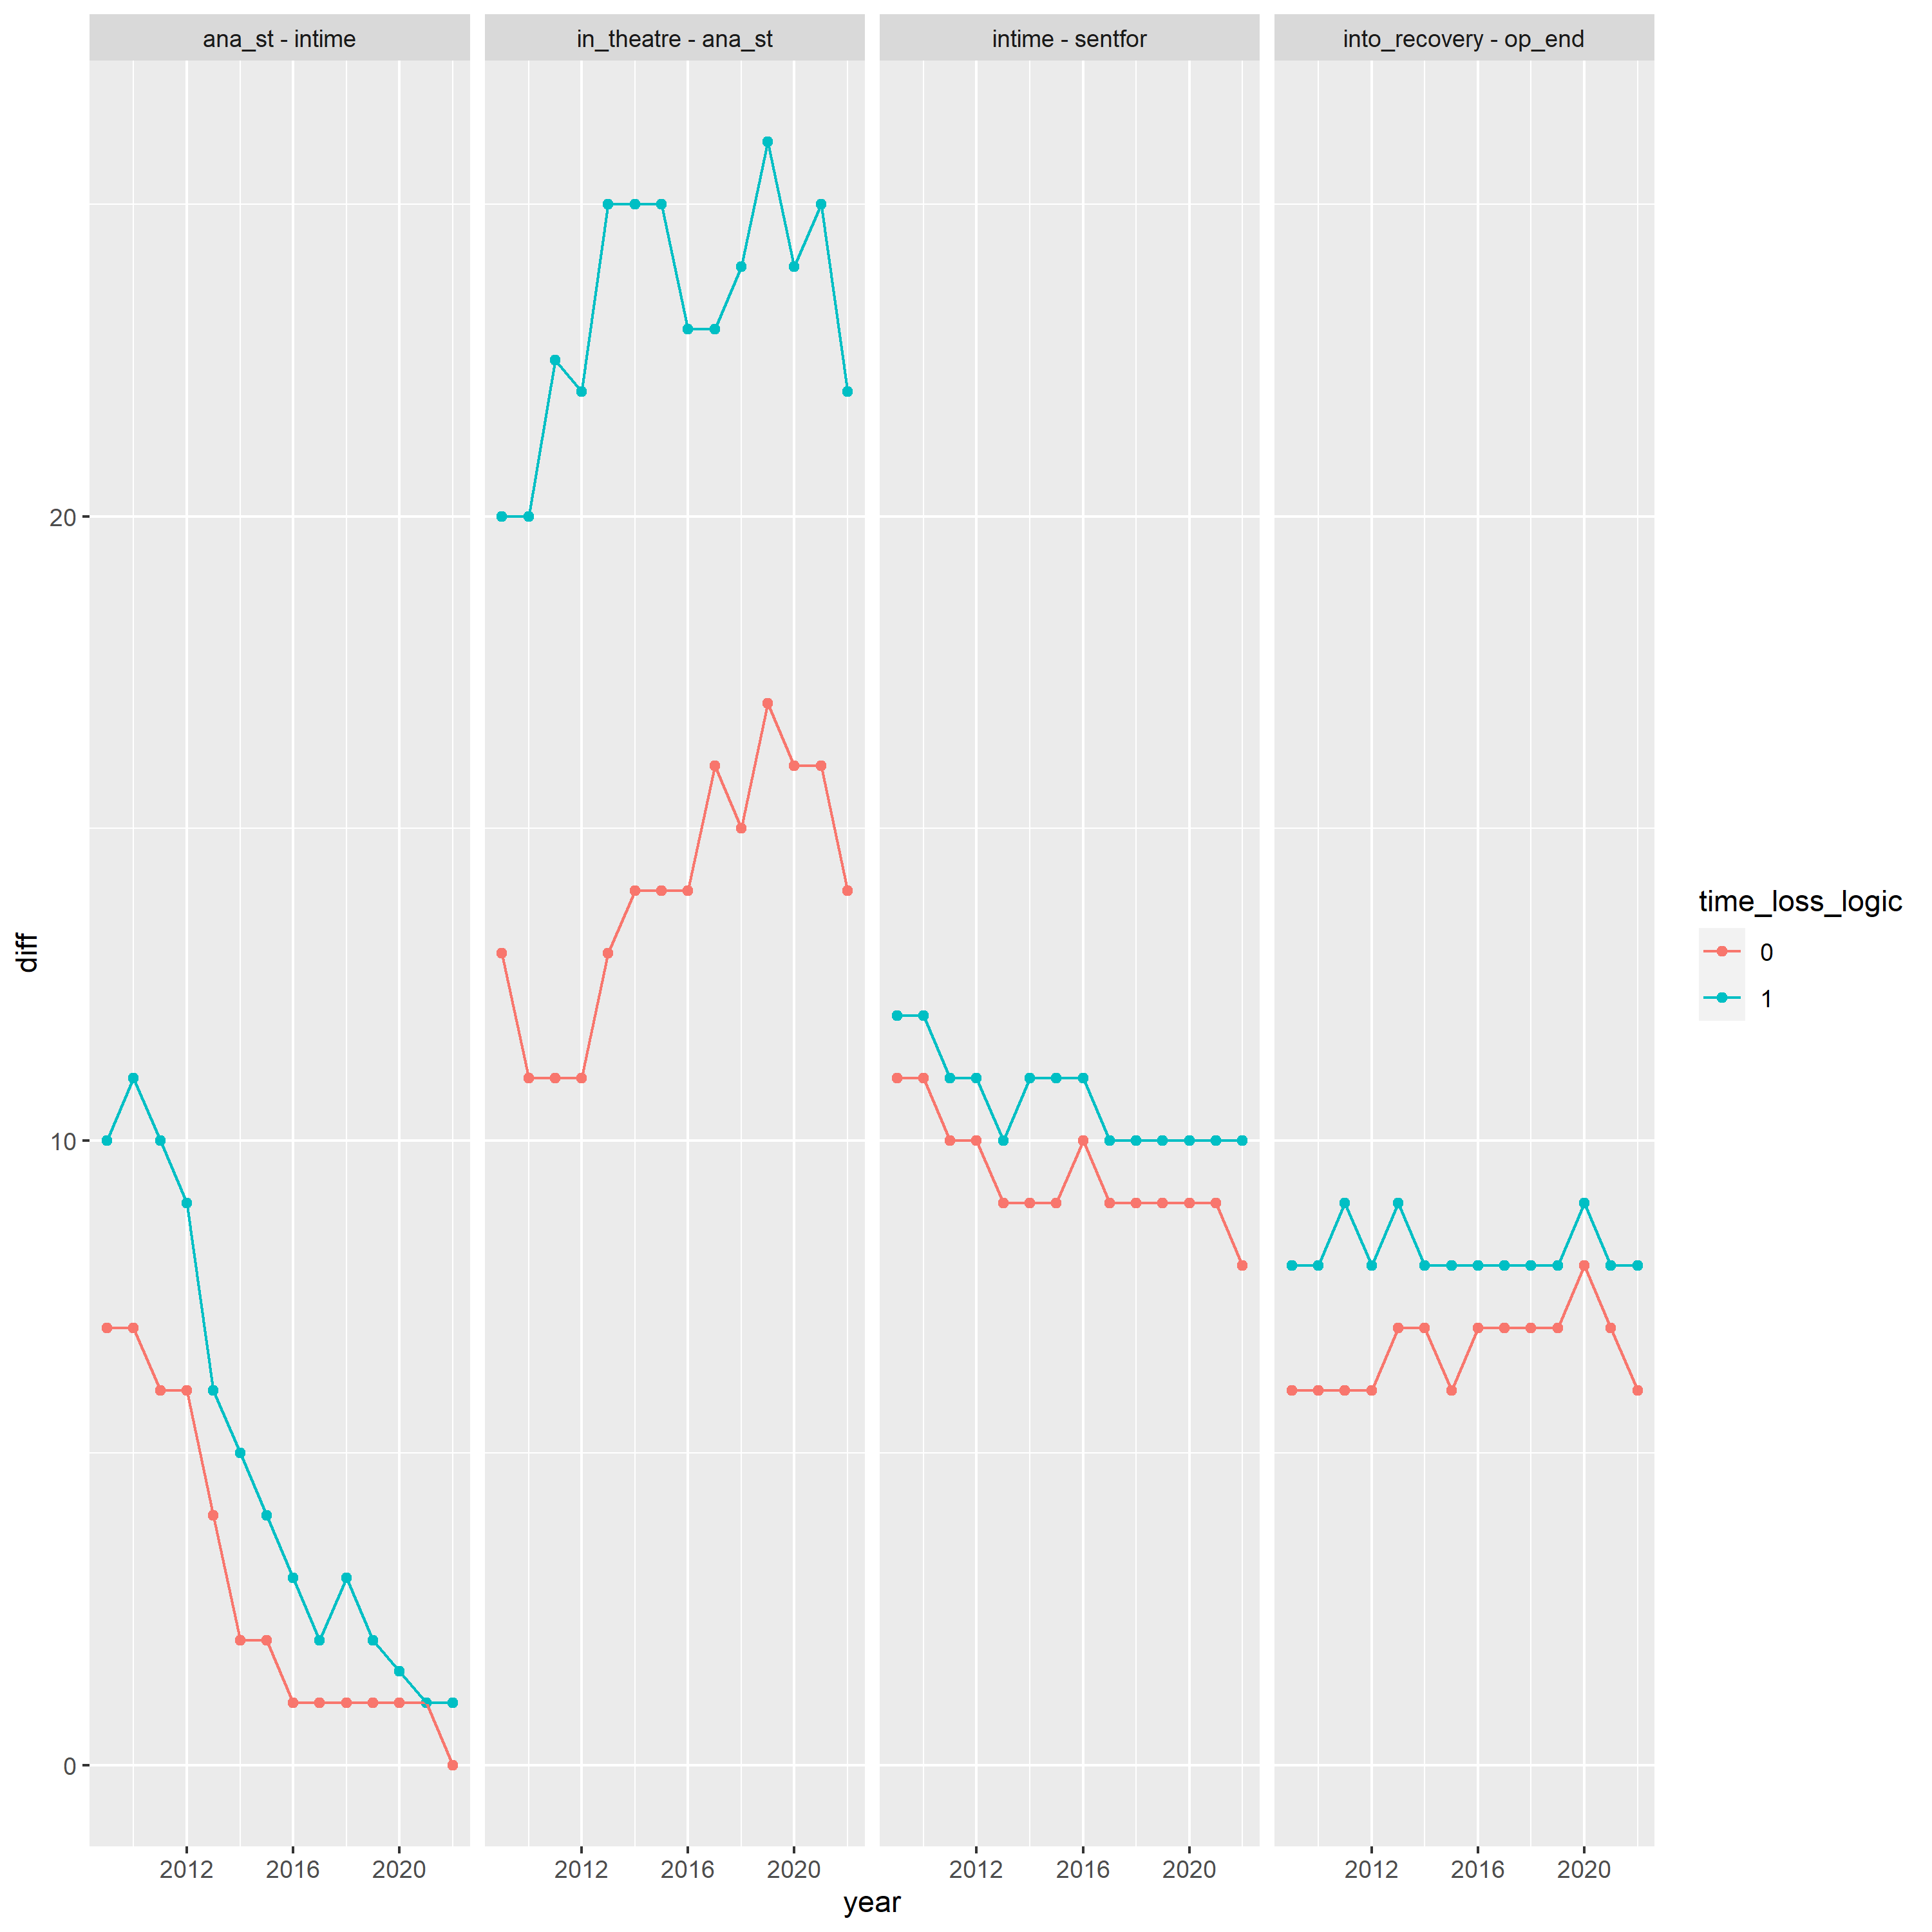 ana_st - intime
in_theatre - ana_st
intime - sentfor
into_recovery - op_end
20
10
0
diff
2012 2016 2020
2012 2016 2020
2012 2016 2020
2012 2016 2020
year
time_loss_logic
0
1